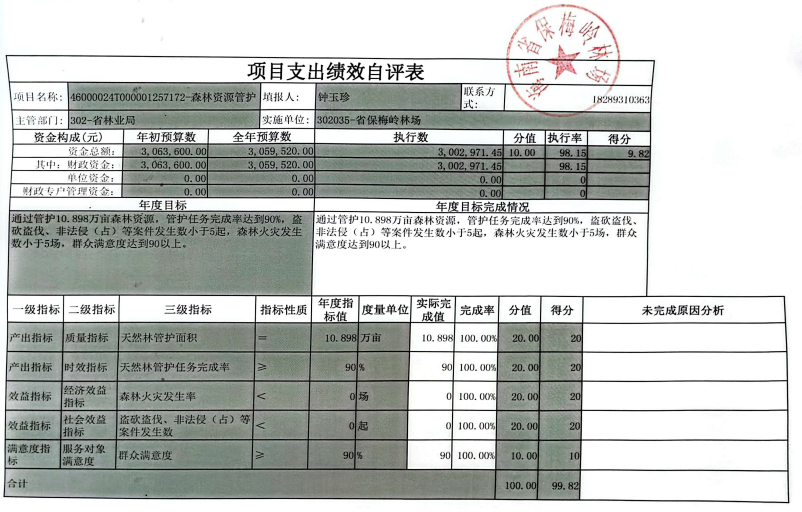 海南省保梅岭林场
项目支出绩效自评表
项目名称: 46000024T000001257172-森林资源管护 填报人: 钟玉珍 联系方式: 18289310363
主管部门: 302-省林业局 实施单位: 302035-省保梅岭林场
资金构成(元) 年初预算数 全年预算数 执行数 分值 执行率 得分
资金总额: 3,063,600.00 3,059,520.00 3,002,971.45 10.00 98.15 9.82
其中: 财政资金: 3,063,600.00 3,059,520.00 3,002,971.45 98.15
单位资金: 0.00 0.00 0.00 0
财政专户管理资金: 0.00 0.00 0.00 0
年度目标 年度目标完成情况
通过管护10.898万亩森林资源，管护任务完成率达到90%，盗
砍盗伐、非法侵（占）等案件发生数小于5起，森林火灾发生
数小于5场，群众满意度达到90以上。
通过管护10.898万亩森林资源，管护任务完成率达到90%，盗砍盗伐、
非法侵（占）等案件发生数小于5起，森林火灾发生数小于5场，群众
满意度达到90以上。
一级指标 二级指标 三级指标 指标性质 年度指标值 度量单位 实际完成值 完成率 分值 得分 未完成原因分析
产出指标 质量指标 天然林管护面积 = 10.898 万亩 10.898 100.00% 20.00 20
产出指标 时效指标 天然林管护任务完成率 ≥ 90 % 90 100.00% 20.00 20
效益指标 经济效益指标 森林火灾发生率 < 0 场 0 100.00% 20.00 20
效益指标 社会效益指标 盗砍盗伐、非法侵（占）等案件发生数 < 0 起 0 100.00% 20.00 20
满意度指标 服务对象满意度 群众满意度 ≥ 90 % 90 100.00% 10.00 10
合计 100.00 99.82